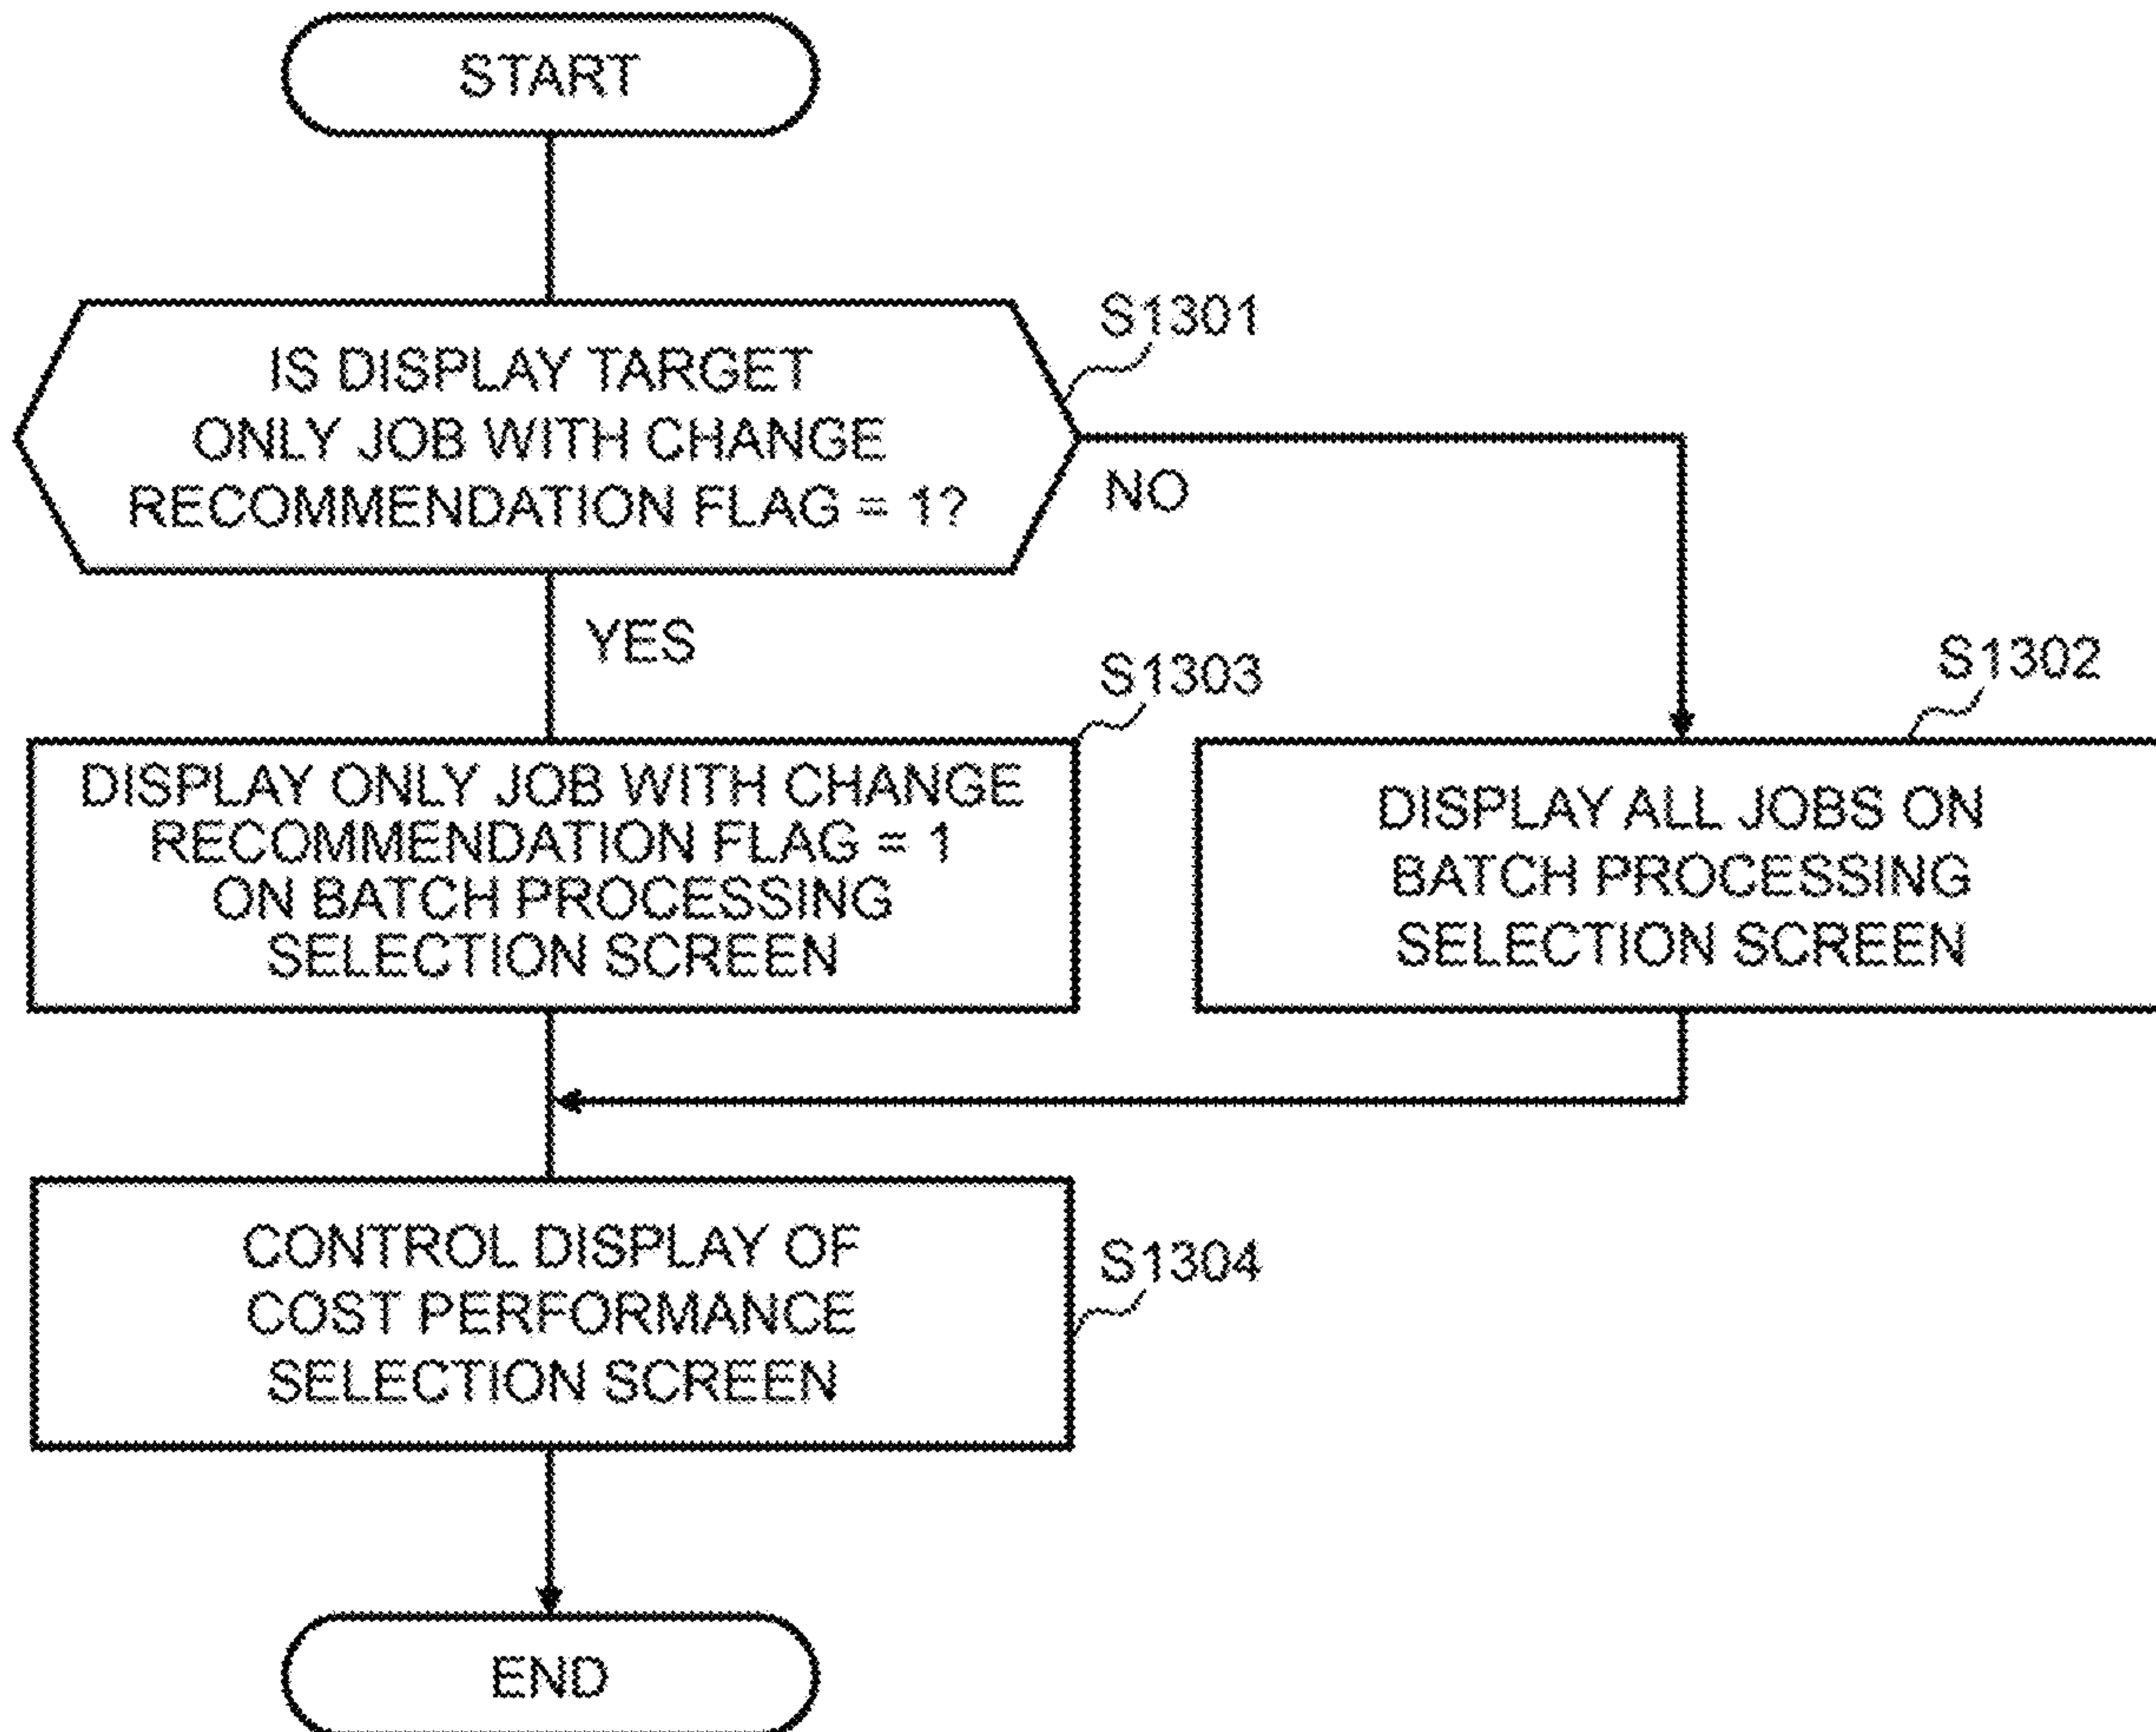 START
S1301
IS DISPLAY TARGET
ONLY JOB WITH CHANGE
RECOMMENDATION FLAG = 1?
NO
YES
S1303
S1302
DISPLAY ONLY JOB WITH CHANGE
RECOMMENDATION FLAG = 1
ON BATCH PROCESSING
SELECTION SCREEN
DISPLAY ALL JOBS ON
BATCH PROCESSING
SELECTION SCREEN
CONTROL DISPLAY OF
COST PERFORMANCE
SELECTION SCREEN
S1304
END